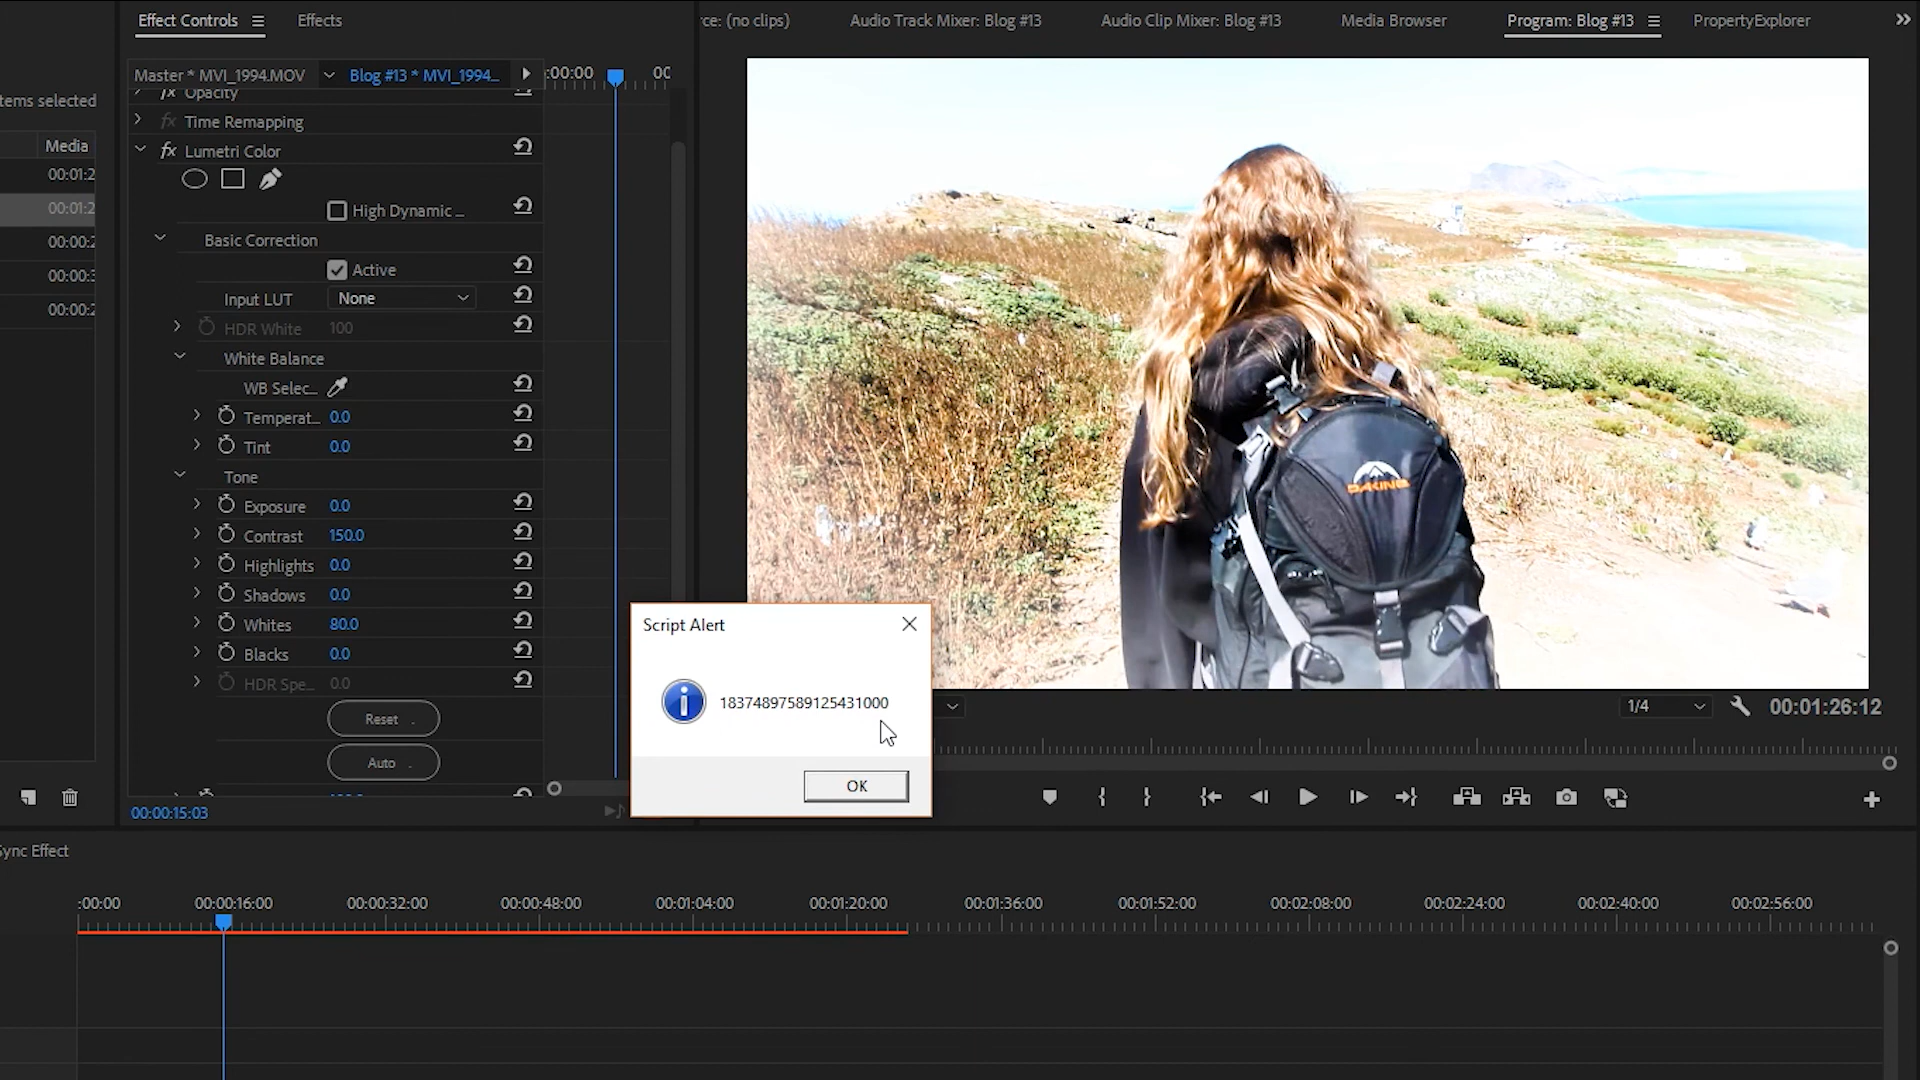 Effect Controls
Effects
rce: (no clips)
Audio Track Mixer: Blog #13
Audio Clip Mixer: Blog #13
Media Browser
Program: Blog #13
PropertyExplorer
Master * MVI_1994.MOV
Blog #13 * MVI_1994...
:00:00
00
tems selected
Media
00:01:2
00:01:2
00:00:2
00:00:3
00:00:2
fx Opacity
fx Time Remapping
fx Lumetri Color
High Dynamic ...
Basic Correction
Active
Input LUT
None
HDR White
100
White Balance
WB Selec...
Temperat...
0.0
Tint
0.0
Tone
Exposure
0.0
Contrast
150.0
Highlights
0.0
Shadows
0.0
Whites
80.0
Blacks
0.0
HDR Spe...
0.0
Reset
Auto
00:00:15:03
DAKINE
Script Alert
18374897589125431000
OK
1/4
00:01:26:12
Sync Effect
:00:00
00:00:16:00
00:00:32:00
00:00:48:00
00:01:04:00
00:01:20:00
00:01:36:00
00:01:52:00
00:02:08:00
00:02:24:00
00:02:40:00
00:02:56:00